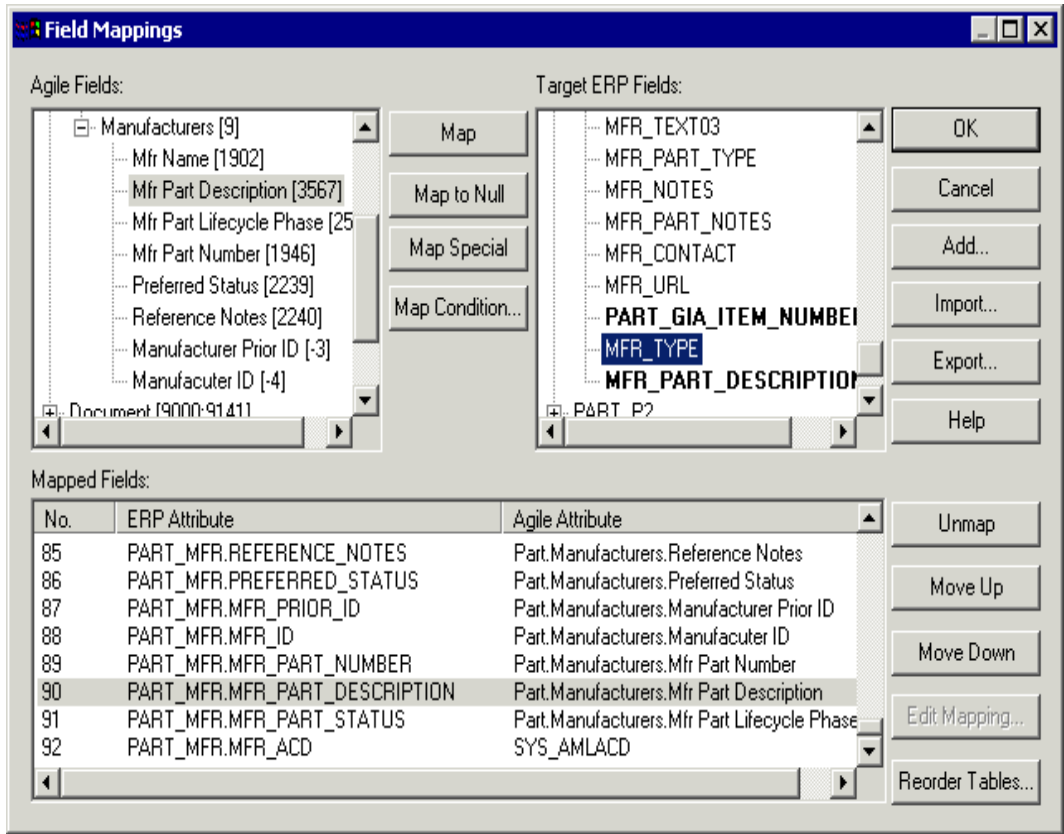 Field Mappings
Agile Fields:
Manufacturers [9]
Mfr Name [1902]
Mfr Part Description [3567]
Mfr Part Lifecycle Phase [25
Mfr Part Number [1946]
Preferred Status [2239]
Reference Notes [2240]
Manufacturer Prior ID [-3]
Manufacuter ID [-4]
Document [9000:9141]
Map
Map to Null
Map Special
Map Condition...
Target ERP Fields:
MFR_TEXT03
MFR_PART_TYPE
MFR_NOTES
MFR_PART_NOTES
MFR_CONTACT
MFR_URL
PART_GIA_ITEM_NUMBE
MFR_TYPE
MFR_PART_DESCRIPTION
PART_P2
OK
Cancel
Add...
Import...
Export...
Help
Mapped Fields:
No. ERP Attribute Agile Attribute
85 PART_MFR.REFERENCE_NOTES Part.Manufacturers.Reference Notes
86 PART_MFR.PREFERRED_STATUS Part.Manufacturers.Preferred Status
87 PART_MFR.MFR_PRIOR_ID Part.Manufacturers.Manufacturer Prior ID
88 PART_MFR.MFR_ID Part.Manufacturers.Manufacuter ID
89 PART_MFR.MFR_PART_NUMBER Part.Manufacturers.Mfr Part Number
90 PART_MFR.MFR_PART_DESCRIPTION Part.Manufacturers.Mfr Part Description
91 PART_MFR.MFR_PART_STATUS Part.Manufacturers.Mfr Part Lifecycle Phase
92 PART_MFR.MFR_ACD SYS_AMLACD
Unmap
Move Up
Move Down
Edit Mapping...
Reorder Tables...